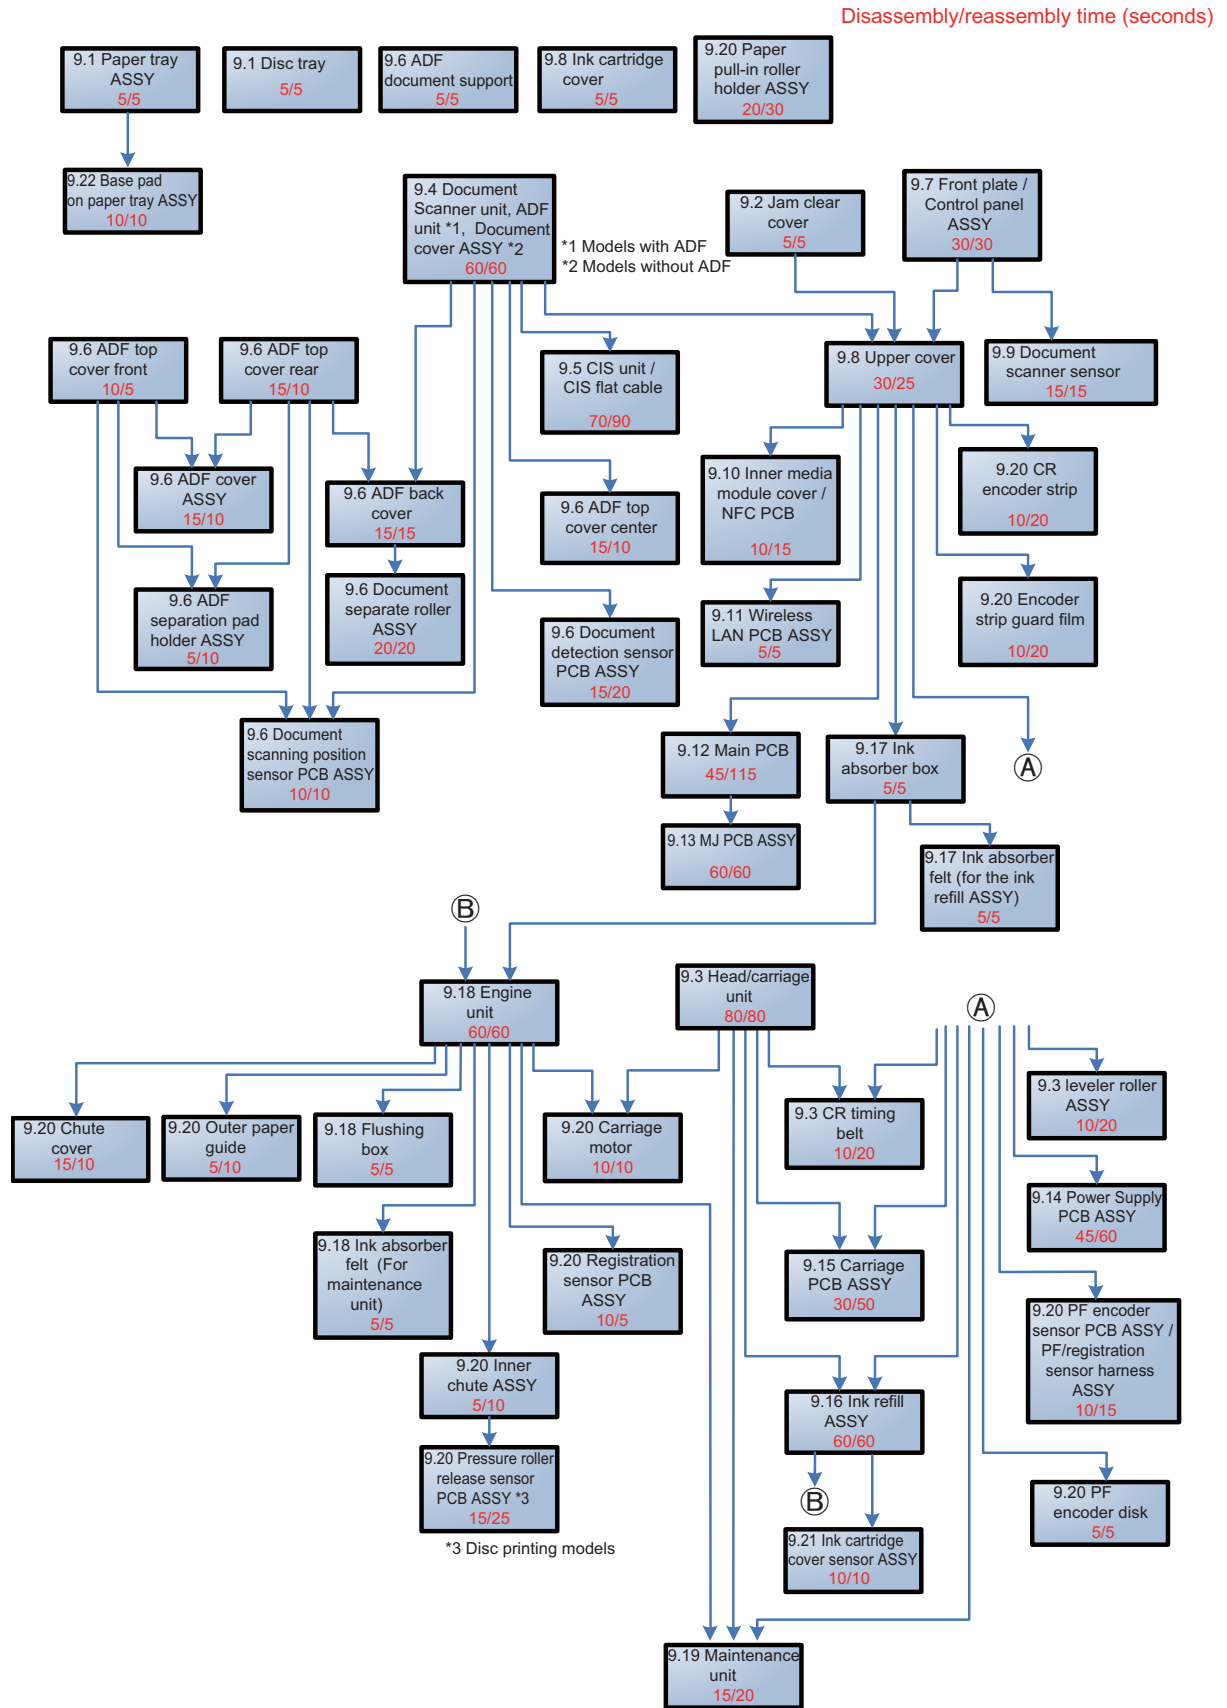 Disassembly/reassembly time (seconds)
9.1 Paper tray
ASSY
5/5
9.1 Disc tray
5/5
9.6 ADF
document support
5/5
9.8 Ink cartridge
cover
5/5
9.20 Paper
pull-in roller
holder ASSY
20/30
9.22 Base pad
on paper tray ASSY
10/10
9.4 Document
Scanner unit, ADF
unit *1, Document
cover ASSY *2
60/60
*1 Models with ADF
*2 Models without ADF
9.2 Jam clear
cover
5/5
9.7 Front plate /
Control panel
ASSY
30/30
9.6 ADF top
cover front
10/5
9.6 ADF top
cover rear
15/10
9.5 CIS unit /
CIS flat cable
70/90
9.8 Upper cover
30/25
9.9 Document
scanner sensor
15/15
9.6 ADF cover
ASSY
15/10
9.6 ADF back
cover
15/15
9.6 ADF top
cover center
15/10
9.10 Inner media
module cover /
NFC PCB
10/15
9.20 CR
encoder strip
10/20
9.6 ADF
separation pad
holder ASSY
5/10
9.6 Document
separate roller
ASSY
20/20
9.6 Document
detection sensor
PCB ASSY
15/20
9.11 Wireless
LAN PCB ASSY
5/5
9.20 Encoder
strip guard film
10/20
9.6 Document
scanning position
sensor PCB ASSY
10/10
9.12 Main PCB
45/115
9.17 Ink
absorber box
5/5
A
9.13 MJ PCB ASSY
60/60
9.17 Ink absorber
felt (for the ink
refill ASSY)
5/5
B
9.18 Engine
unit
60/60
9.3 Head/carriage
unit
80/80
A
9.20 Chute
cover
15/10
9.20 Outer paper
guide
5/10
9.18 Flushing
box
5/5
9.20 Carriage
motor
10/10
9.3 CR timing
belt
10/20
9.3 leveler roller
ASSY
10/20
9.14 Power Supply
PCB ASSY
45/60
9.18 Ink absorber
felt (For
maintenance
unit)
5/5
9.20 Registration
sensor PCB
ASSY
10/5
9.15 Carriage
PCB ASSY
30/50
9.20 PF encoder
sensor PCB ASSY /
PF/registration
sensor harness
ASSY
10/15
9.20 Inner
chute ASSY
5/10
9.16 Ink refill
ASSY
60/60
9.20 Pressure roller
release sensor
PCB ASSY *3
15/25
*3 Disc printing models
B
9.20 PF
encoder disk
5/5
9.21 Ink cartridge
cover sensor ASSY
10/10
9.19 Maintenance
unit
15/20